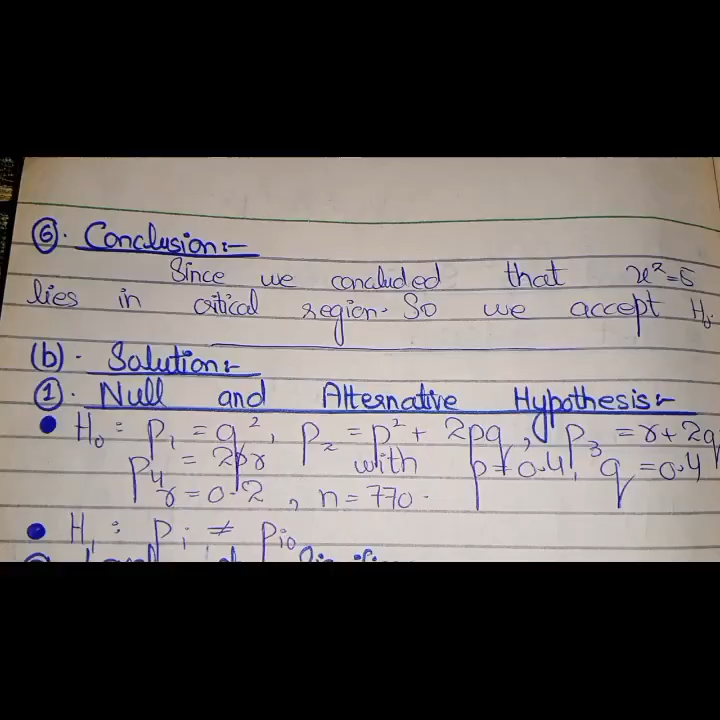 ⑥. Conclusion:-
Since we concluded that x²=5
lies in critical region. So we accept H₀.
(b). Solution:-
①. Null and Alternative Hypothesis:-
• H₀: P₁ = q², P₂ = p² + 2pq, P₃ = r + 2q
P₄ = 2pr with p = 0.4, q = 0.4
r = 0.2, n = 770.
• H₁: Pi ≠ Pio